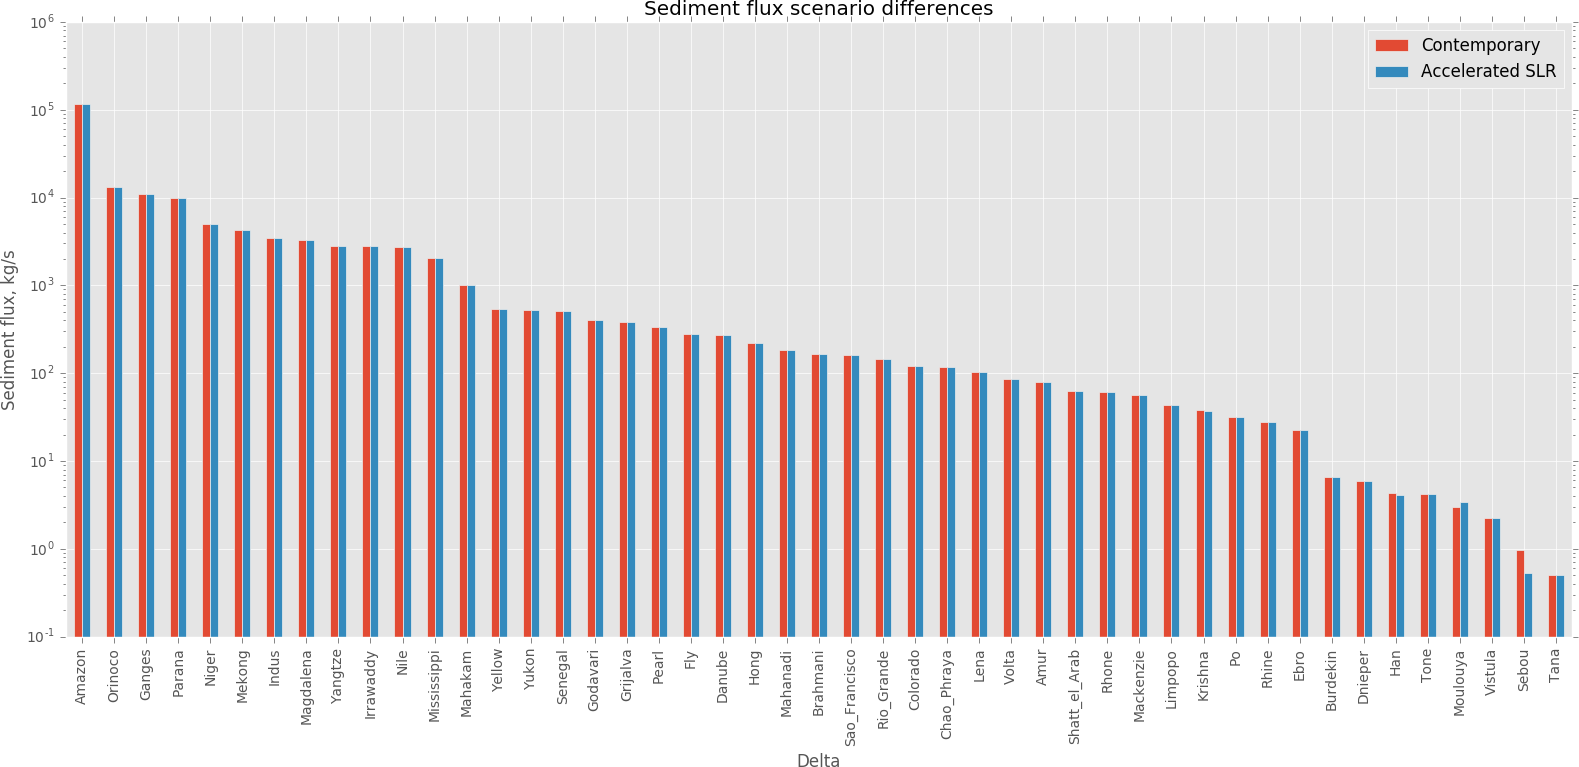 Sediment flux scenario differences
Contemporary
Accelerated SLR
Sediment flux, kg/s
10^6
10^5
10^4
10^3
10^2
10^1
10^0
10^-1
Amazon
Orinoco
Ganges
Parana
Niger
Mekong
Indus
Magdalena
Yangtze
Irrawaddy
Nile
Mississippi
Mahakam
Yellow
Yukon
Senegal
Godavari
Grijalva
Pearl
Fly
Danube
Hong
Mahanadi
Brahmani
Sao_Francisco
Rio_Grande
Colorado
Chao_Phraya
Lena
Volta
Amur
Shatt_el_Arab
Rhone
Mackenzie
Limpopo
Krishna
Po
Rhine
Ebro
Burdekin
Dnieper
Han
Tone
Moulouya
Vistula
Sebou
Tana
Delta